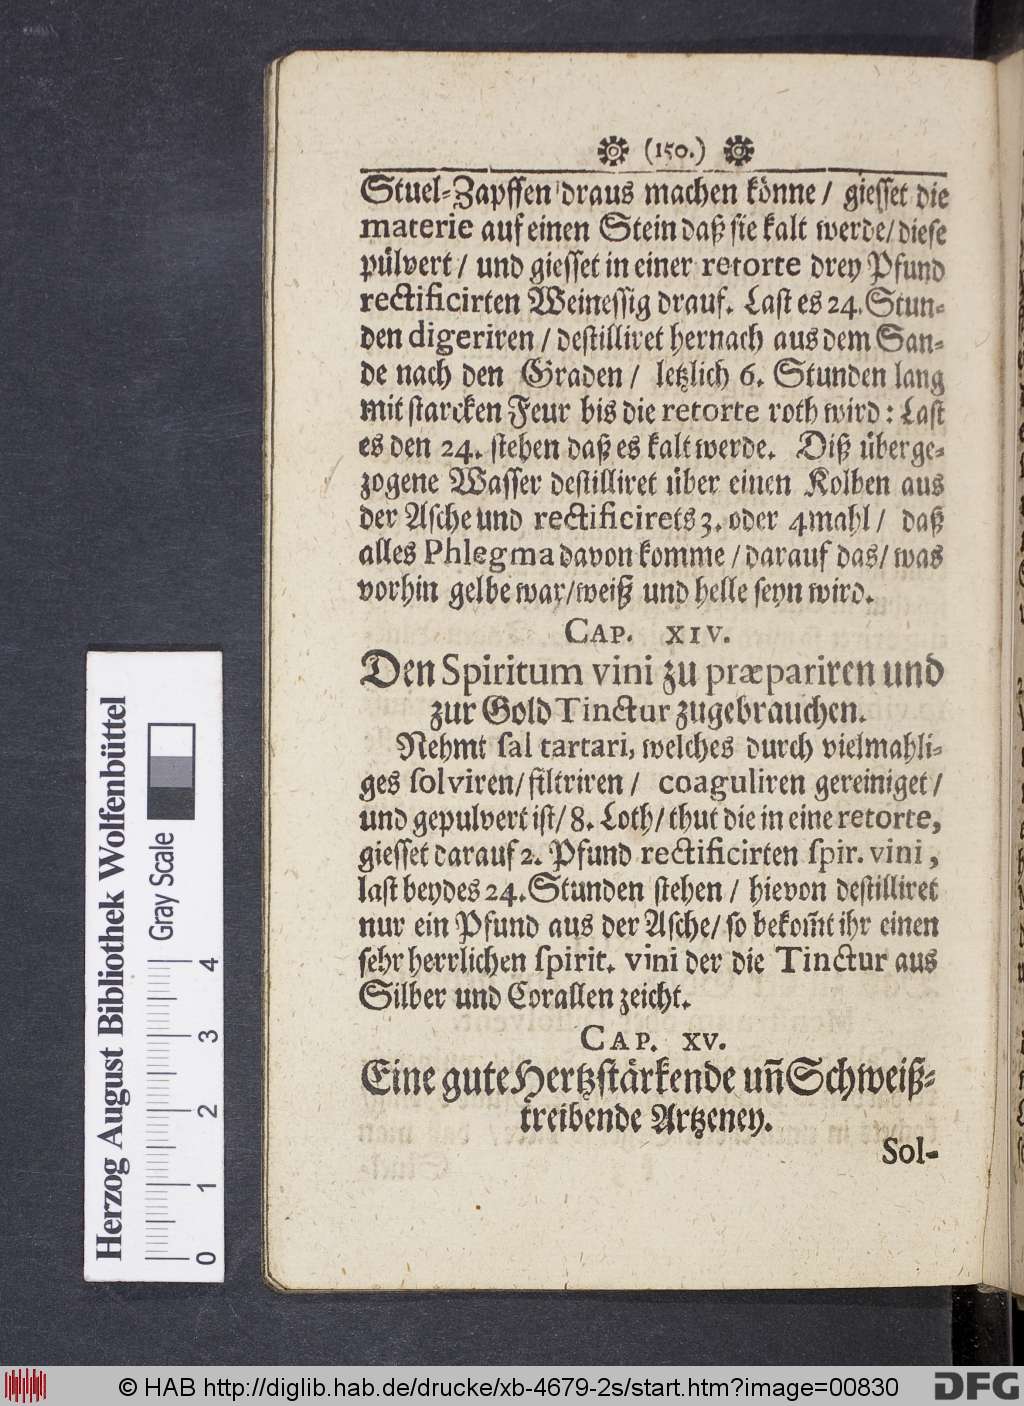 (150.)
Stuel-Zapffen draus machen könne / giesset die
materie auf einen Stein daß sie kalt werde/ diese
pülvert / und giesset in einer retorte drey Pfund
rectificirten Weinessig drauf. Last es 24. Stun-
den digeriren / destilliret hernach aus dem San-
de nach den Graden / letzlich 6. Stunden lang
mit starcken Feur bis die retorte roth wird: Last
es den 24. stehen daß es kalt werde. Diß überge-
zogene Wasser destilliret über einen Kolben aus
der Asche und rectificirets 3. oder 4mahl / daß
alles Phlegma davon komme / darauf das/ was
vorhin gelbe war/weiß und helle seyn wird.
CAP. XIV.
Den Spiritum vini zu præpariren und
zur Gold Tinctur zugebrauchen.
Nehmt sal tartari, welches durch vielmahli-
ges solviren/ filtriren / coaguliren gereiniget /
und gepulvert ist/ 8. Loth/ thut die in eine retorte,
giesset darauf 2. Pfund rectificirten spir. vini,
last beydes 24. Stunden stehen / hievon destilliret
nur ein Pfund aus der Asche/ so bekom̃t ihr einen
sehr herrlichen spirit. vini der die Tinctur aus
Silber und Corallen zeicht.
CAP. XV.
Eine gute Hertzstärkende uñ Schweiß-
treibende Artzeney.
Sol-
Herzog August Bibliothek Wolfenbüttel
Gray Scale
0 1 2 3 4
© HAB http://diglib.hab.de/drucke/xb-4679-2s/start.htm?image=00830
DFG